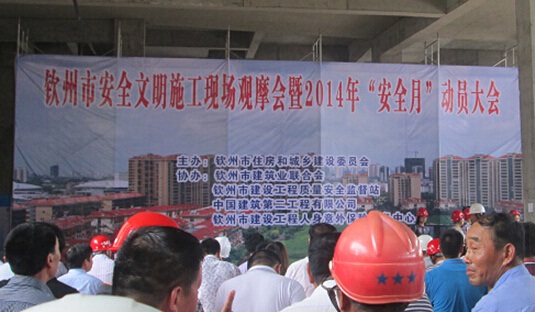 钦州市安全文明施工现场观摩会暨2014年“安全月”动员大会
主办：钦州市住房和城乡建设委员会
协办：钦州市建筑业联合会
钦州市建设工程质量安全监督站
中国建筑第二工程有限公司
钦州市建设工程人身意外保 中心